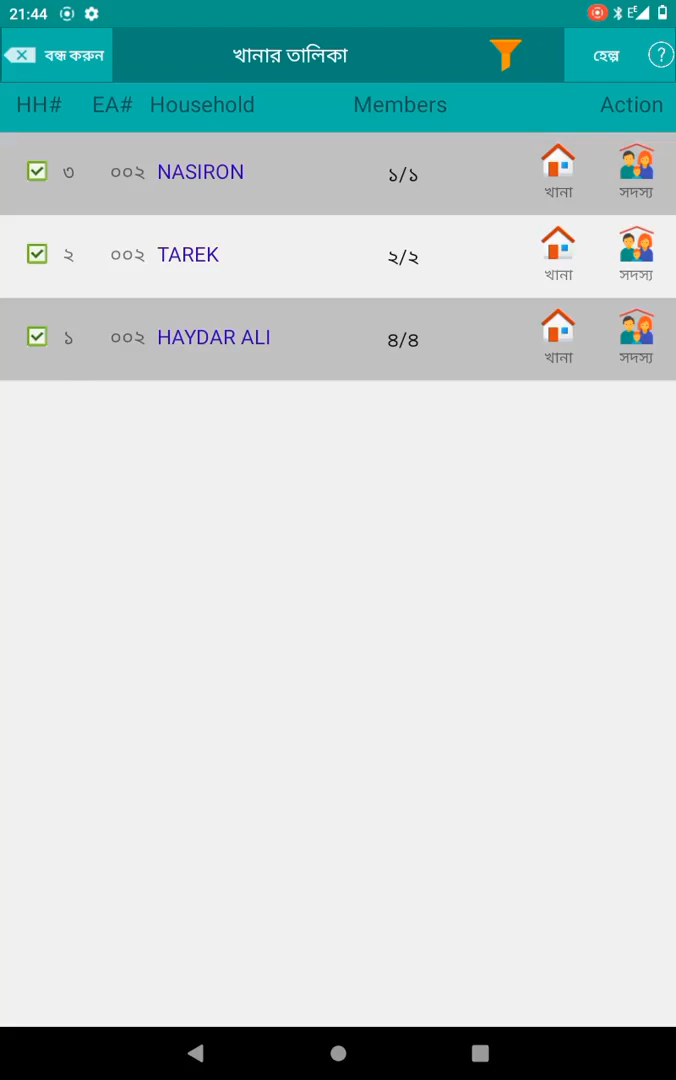 21:44
বন্ধ করুন খানার তালিকা হেল্প ?
HH# EA# Household Members Action
৩ ০০২ NASIRON ১/১ খানা সদস্য
২ ০০২ TAREK ২/২ খানা সদস্য
১ ০০২ HAYDAR ALI ৪/৪ খানা সদস্য